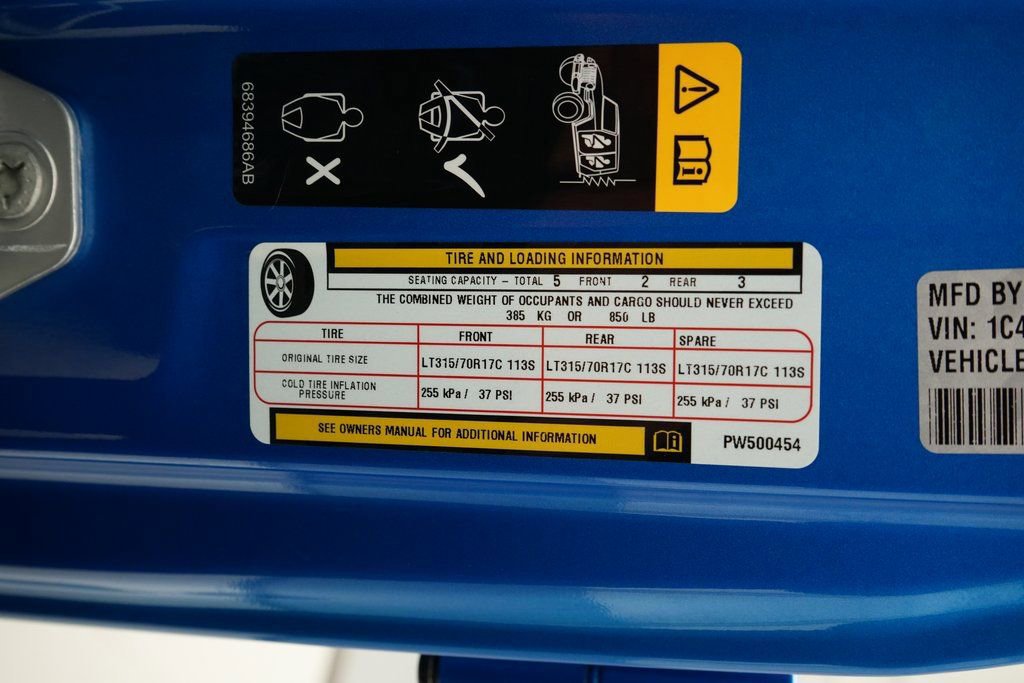 68394686AB
TIRE AND LOADING INFORMATION
SEATING CAPACITY – TOTAL 5 FRONT 2 REAR 3
THE COMBINED WEIGHT OF OCCUPANTS AND CARGO SHOULD NEVER EXCEED
385 KG OR 850 LB
TIRE FRONT REAR SPARE
ORIGINAL TIRE SIZE LT315/70R17C 113S LT315/70R17C 113S LT315/70R17C 113S
COLD TIRE INFLATION
PRESSURE 255 kPa / 37 PSI 255 kPa / 37 PSI 255 kPa / 37 PSI
SEE OWNERS MANUAL FOR ADDITIONAL INFORMATION
PW500454
MFD BY
VIN: 1C4
VEHICLE